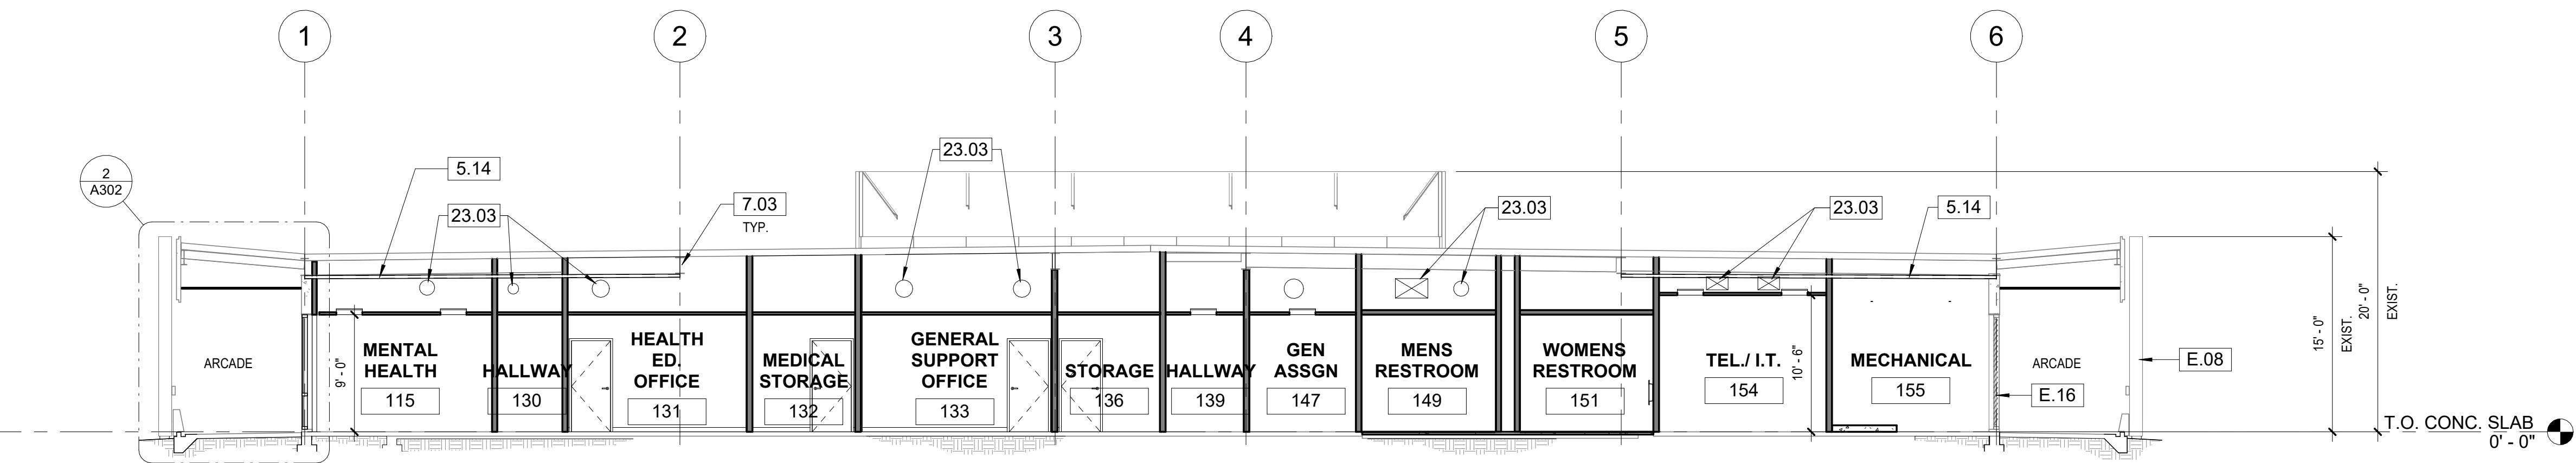 1
2
3
4
5
6
2
A302
5.14
23.03
7.03
TYP.
23.03
23.03
23.03
5.14
ARCADE
9' - 0"
MENTAL
HEALTH
115
HALLWAY
130
HEALTH
ED.
OFFICE
131
MEDICAL
STORAGE
132
GENERAL
SUPPORT
OFFICE
133
STORAGE
136
HALLWAY
139
GEN
ASSGN
147
MENS
RESTROOM
149
WOMENS
RESTROOM
151
TEL./ I.T.
154
10' - 6"
MECHANICAL
155
ARCADE
E.16
E.08
15' - 0"
EXIST.
20' - 0"
EXIST.
T.O. CONC. SLAB
0' - 0"